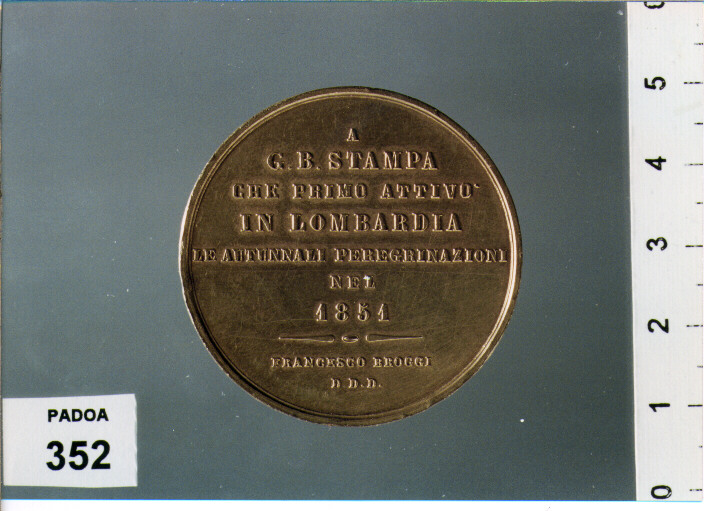 A
G. B. STAMPA
CHE PRIMO ATTIVO'
IN LOMBARDIA
LE AUTUNNALI PEREGRINAZIONI
NEL
1851
FRANCESCO BROGGI
D. D. D.
PADOA
352
5
4
3
2
1
0